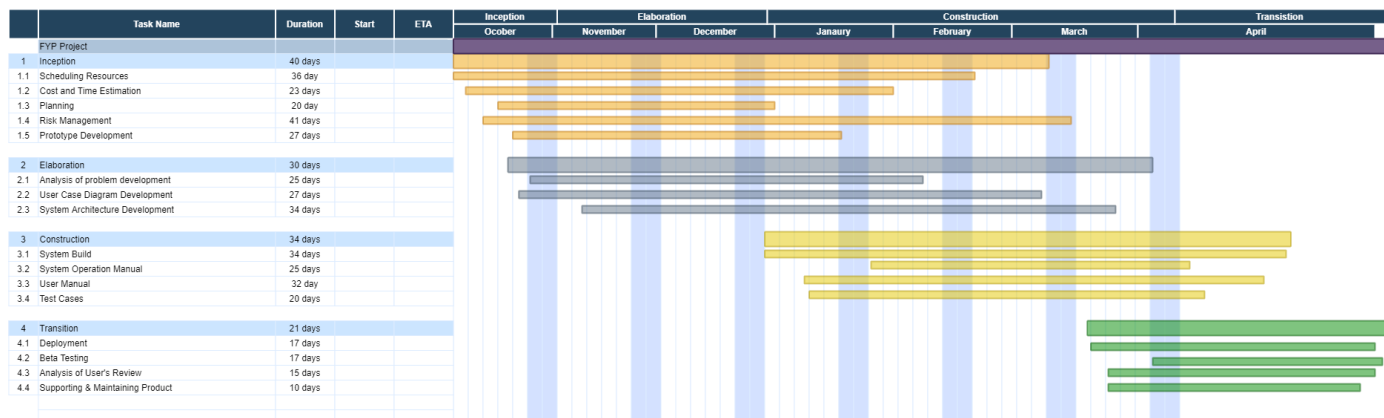 Task Name Duration Start ETA Inception Elaboration Construction Transistion
Ocober November December Janaury February March April
FYP Project
1 Inception 40 days
1.1 Scheduling Resources 36 day
1.2 Cost and Time Estimation 23 days
1.3 Planning 20 day
1.4 Risk Management 41 days
1.5 Prototype Development 27 days
2 Elaboration 30 days
2.1 Analysis of problem development 25 days
2.2 User Case Diagram Development 27 days
2.3 System Architecture Development 34 days
3 Construction 34 days
3.1 System Build 34 days
3.2 System Operation Manual 25 days
3.3 User Manual 32 day
3.4 Test Cases 20 days
4 Transition 21 days
4.1 Deployment 17 days
4.2 Beta Testing 17 days
4.3 Analysis of User's Review 15 days
4.4 Supporting & Maintaining Product 10 days